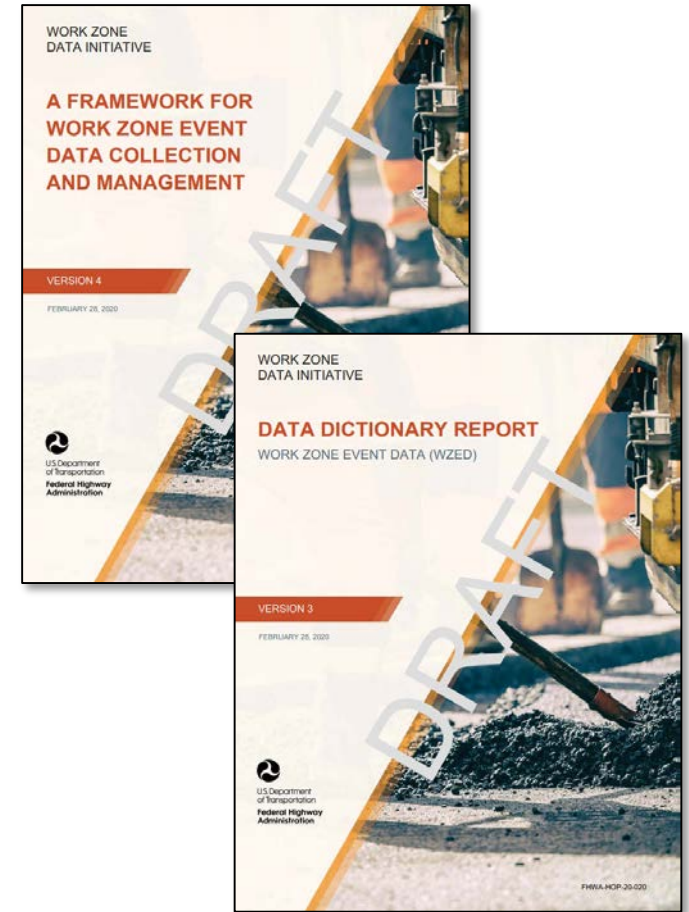 WORK ZONE
DATA INITIATIVE
A FRAMEWORK FOR
WORK ZONE EVENT
DATA COLLECTION
AND MANAGEMENT
VERSION 4
FEBRUARY 28, 2020
DRAFT
U.S.Department
of Transportation
Federal Highway
Administration
WORK ZONE
DATA INITIATIVE
DATA DICTIONARY REPORT
WORK ZONE EVENT DATA (WZED)
VERSION 3
FEBRUARY 28, 2020
DRAFT
U.S.Department
of Transportation
Federal Highway
Administration
FHWA-HOP-20-020